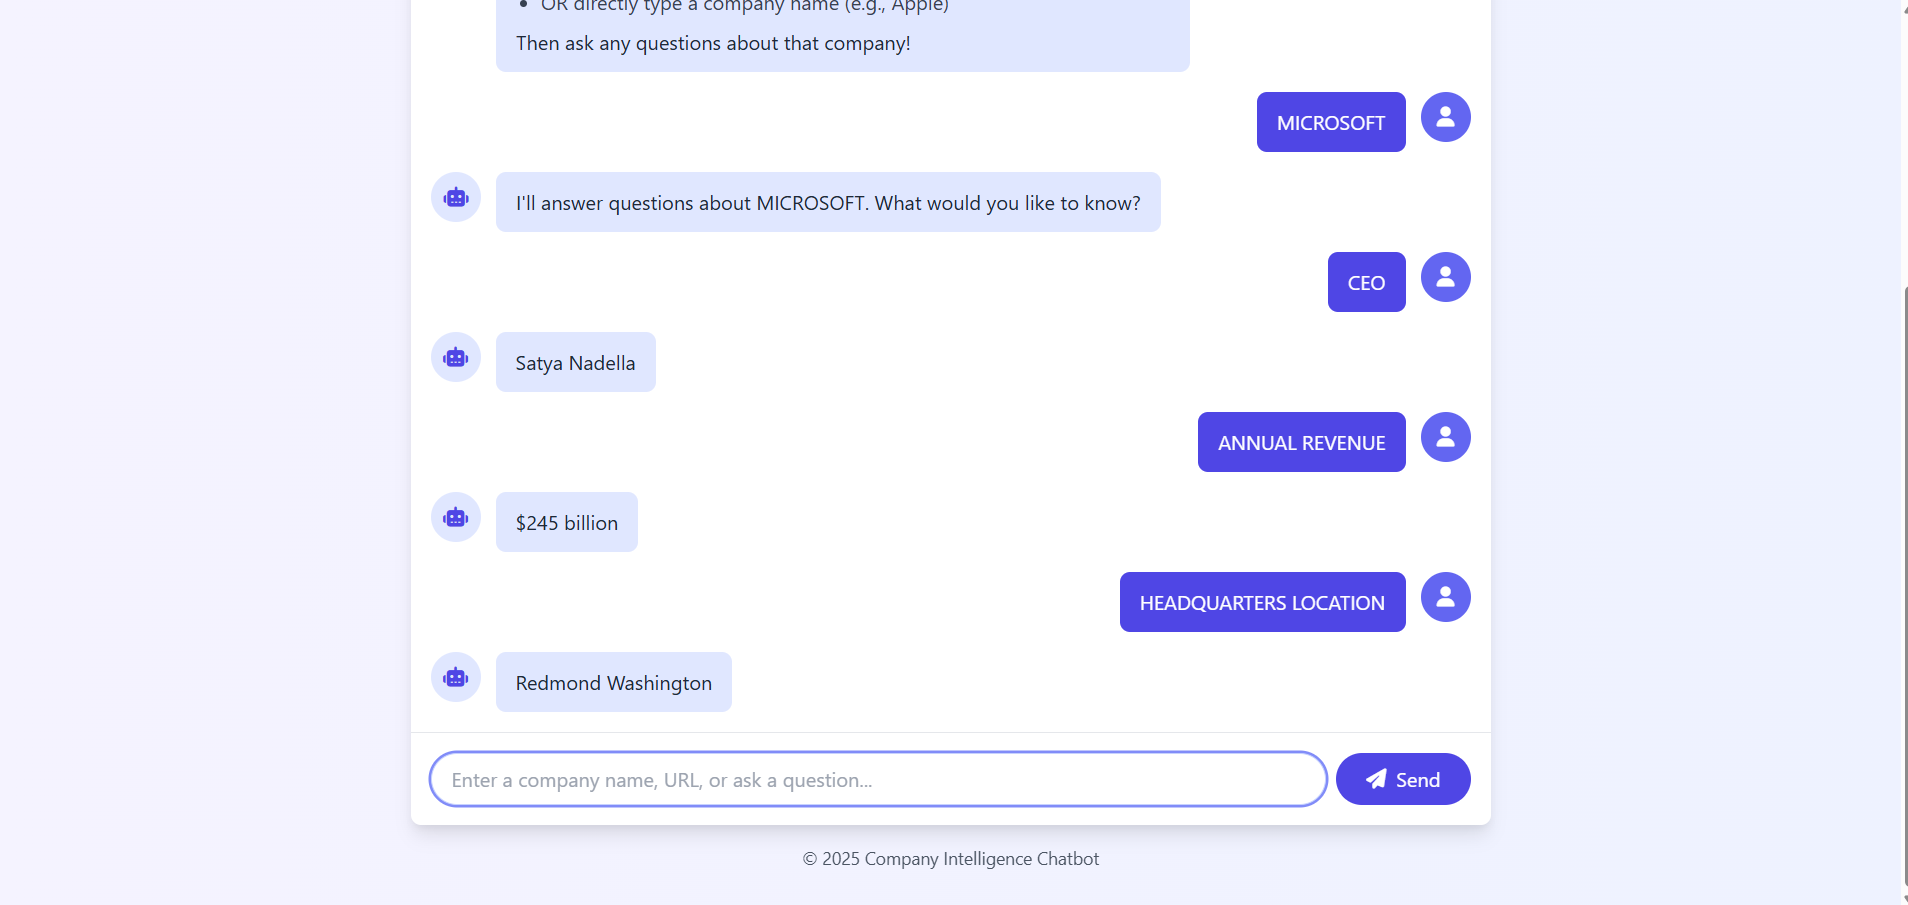 OR directly type a company name (e.g., Apple)
Then ask any questions about that company!
MICROSOFT
I'll answer questions about MICROSOFT. What would you like to know?
CEO
Satya Nadella
ANNUAL REVENUE
$245 billion
HEADQUARTERS LOCATION
Redmond Washington
Enter a company name, URL, or ask a question...
Send
© 2025 Company Intelligence Chatbot